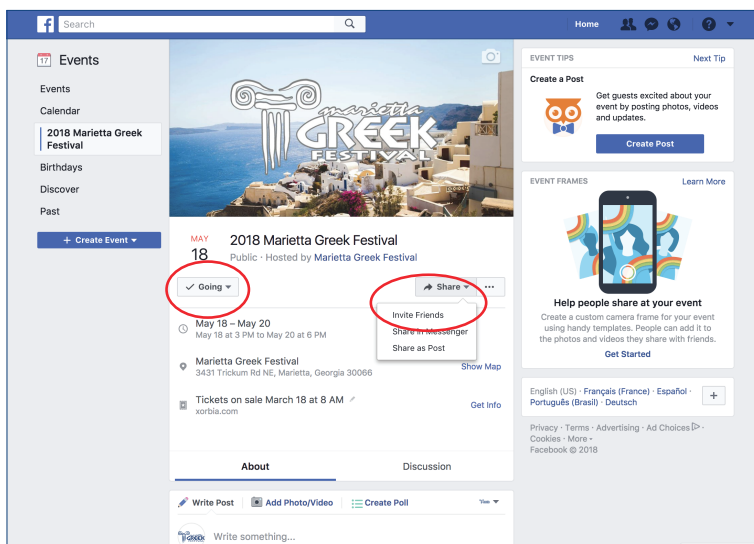 f Search
Home
17 Events
Events
Calendar
2018 Marietta Greek
Festival
Birthdays
Discover
Past
+ Create Event
marietta
GREEK
FESTIVAL
MAY
18
2018 Marietta Greek Festival
Public · Hosted by Marietta Greek Festival
✓ Going
Share
...
Invite Friends
Share in Messenger
Share as Post
May 18 – May 20
May 18 at 3 PM to May 20 at 6 PM
Marietta Greek Festival
3431 Trickum Rd NE, Marietta, Georgia 30066
Show Map
Tickets on sale March 18 at 8 AM
xorbia.com
Get Info
About
Discussion
Write Post
Add Photo/Video
Create Poll
GREEK
Write something...
EVENT TIPS
Next Tip
Create a Post
Get guests excited about your
event by posting photos, videos
and updates.
Create Post
EVENT FRAMES
Learn More
Help people share at your event
Create a custom camera frame for your event
using handy templates. People can add it to
the photos and videos they share with friends.
Get Started
English (US) · Français (France) · Español ·
Português (Brasil) · Deutsch
+
Privacy · Terms · Advertising · Ad Choices ·
Cookies · More
Facebook © 2018